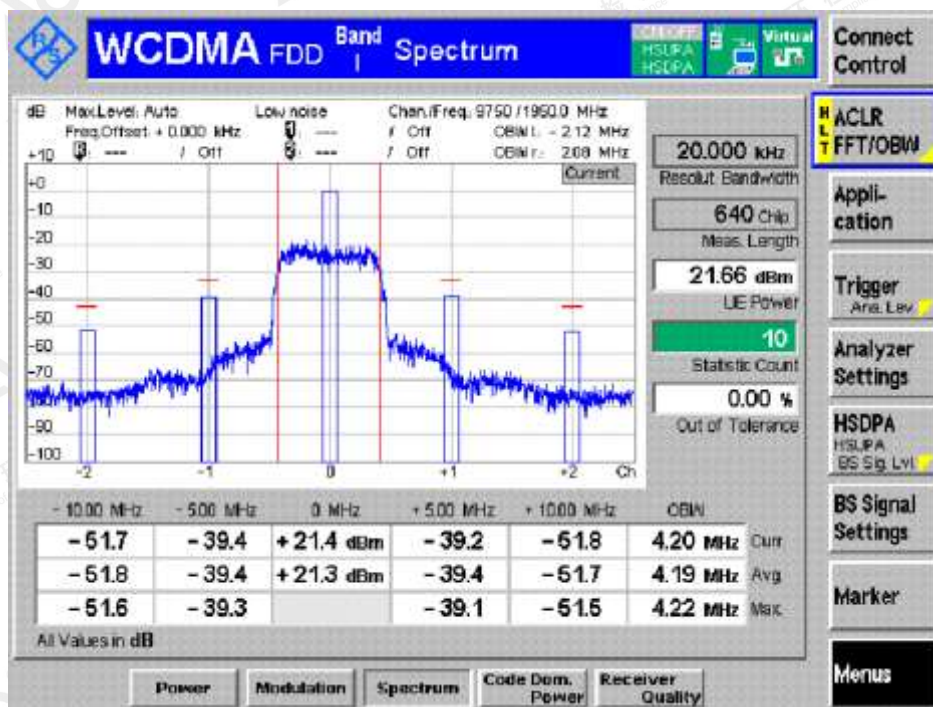 WCDMA FDD Band I Spectrum
HSUPA
HSDPA
Virtual
Connect Control
dB Max.Level: Auto Low noise Chan./Freq.: 9750 / 1950.0 MHz
Freq.Offset: + 0.000 kHz --- / Off OBW l.: - 2.12 MHz
--- / Off --- / Off OBW r.: 2.08 MHz
Current
+10
+0
-10
-20
-30
-40
-50
-60
-70
-90
-100
-2 -1 0 +1 +2 Ch
20.000 kHz
Resolut. Bandwidth
640 Chip
Meas. Length
21.66 dBm
UE Power
10
Statistic Count
0.00 %
Out of Tolerance
HLT
ACLR
FFT/OBW
Appli-
cation
Trigger
Ana. Lev.
Analyzer
Settings
HSDPA
HSUPA
BS Sig. Lvl.
BS Signal
Settings
Marker
Menus
- 10.00 MHz - 5.00 MHz 0 MHz + 5.00 MHz + 10.00 MHz OBW
- 51.7 - 39.4 + 21.4 dBm - 39.2 - 51.8 4.20 MHz Curr.
- 51.8 - 39.4 + 21.3 dBm - 39.4 - 51.7 4.19 MHz Avg.
- 51.6 - 39.3 - 39.1 - 51.5 4.22 MHz Max.
All Values in dB
Power Modulation Spectrum Code Dom. Power Receiver Quality